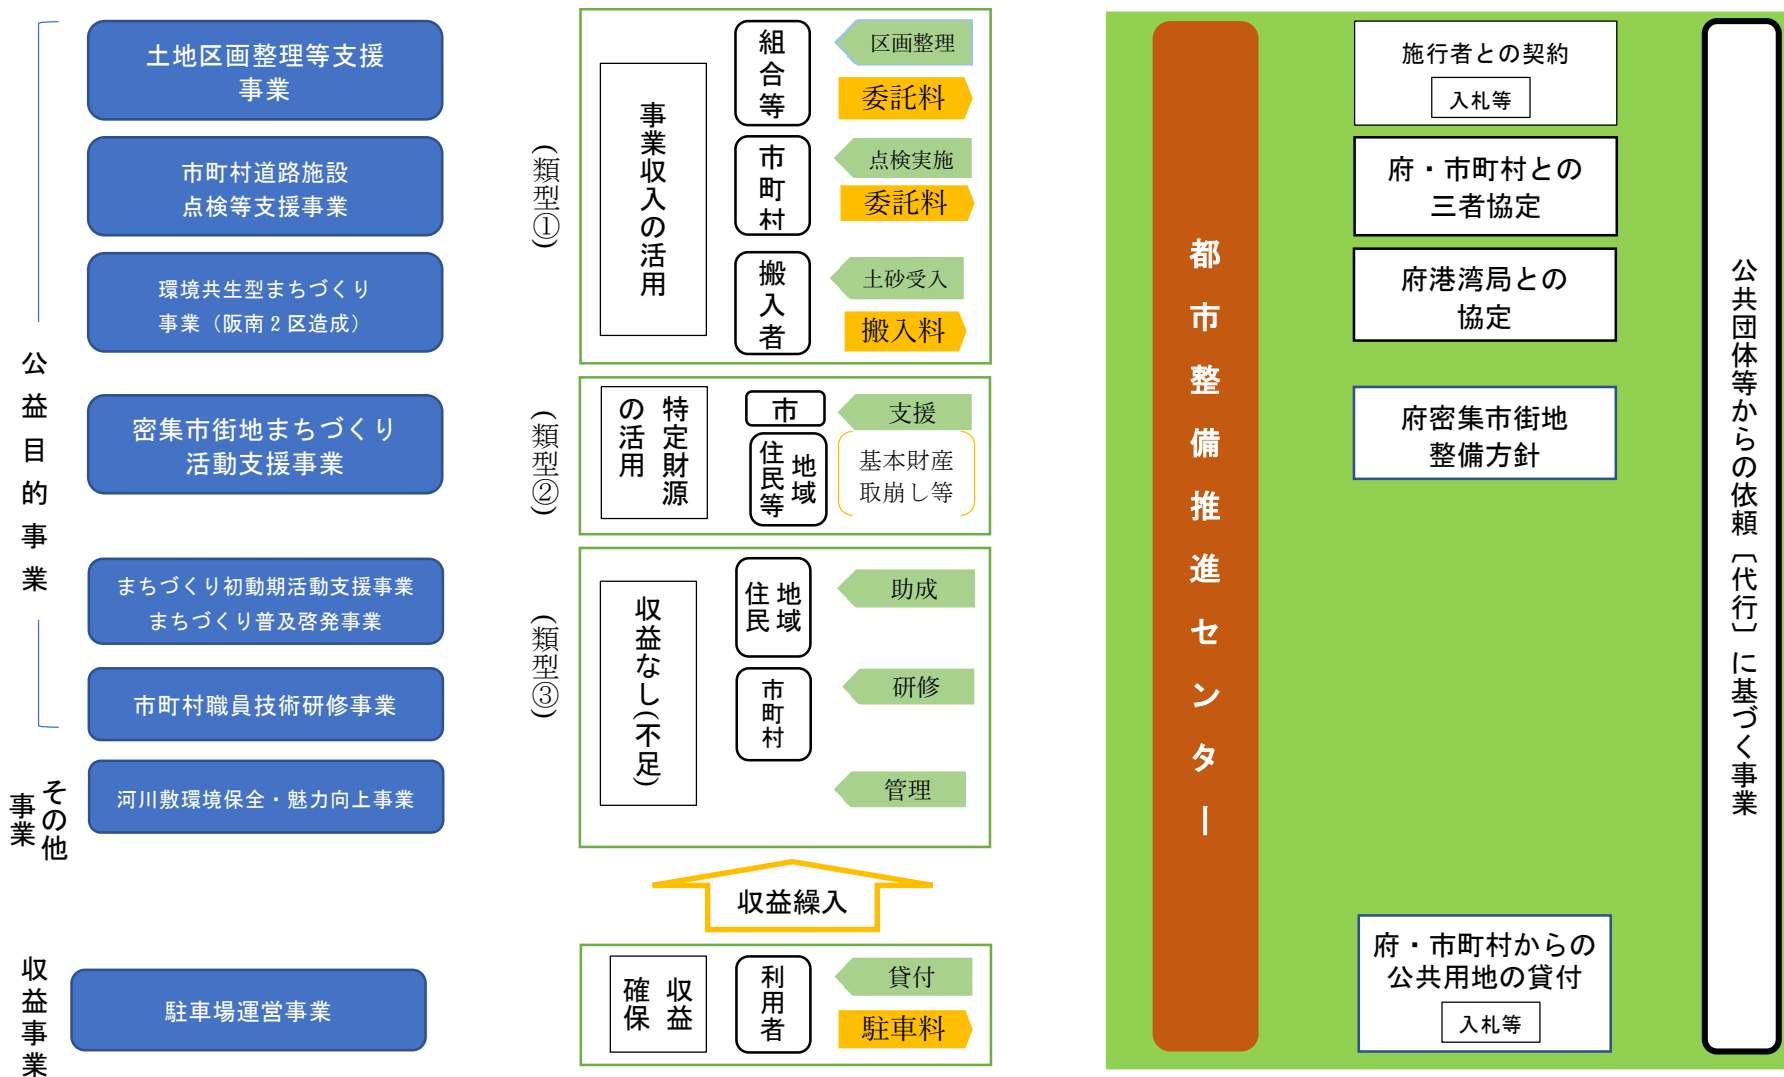 公益目的事業
その他
事業
収益事業
土地区画整理等支援
事業
市町村道路施設
点検等支援事業
環境共生型まちづくり
事業（阪南２区造成）
密集市街地まちづくり
活動支援事業
まちづくり初動期活動支援事業
まちづくり普及啓発事業
市町村職員技術研修事業
河川敷環境保全・魅力向上事業
駐車場運営事業
(類型①)
事業収入の活用
組合等
区画整理
委託料
市町村
点検実施
委託料
搬入者
土砂受入
搬入料
(類型②)
特定財源
の活用
市
支援
地域
住民等
基本財産
取崩し等
(類型③)
収益なし(不足)
地域
住民
助成
市町村
研修
管理
収益繰入
収益
確保
利用者
貸付
駐車料
都市整備推進センター
施行者との契約
入札等
府・市町村との
三者協定
府港湾局との
協定
府密集市街地
整備方針
府・市町村からの
公共用地の貸付
入札等
公共団体等からの依頼〔代行〕に基づく事業